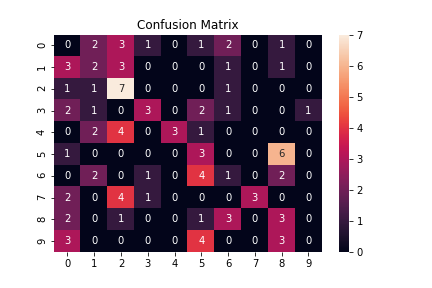 Confusion Matrix
0 0 2 3 1 0 1 2 0 1 0 7
1 3 2 3 0 0 0 1 0 1 0 6
2 1 1 7 0 0 0 1 0 0 0 5
3 2 1 0 3 0 2 1 0 0 1
4 0 2 4 0 3 1 0 0 0 0 4
5 1 0 0 0 0 3 0 0 6 0 3
6 0 2 0 1 0 4 1 0 2 0 2
7 2 0 4 1 0 0 0 3 0 0
8 2 0 1 0 0 1 3 0 3 0 1
9 3 0 0 0 0 4 0 0 3 0 0
0 1 2 3 4 5 6 7 8 9